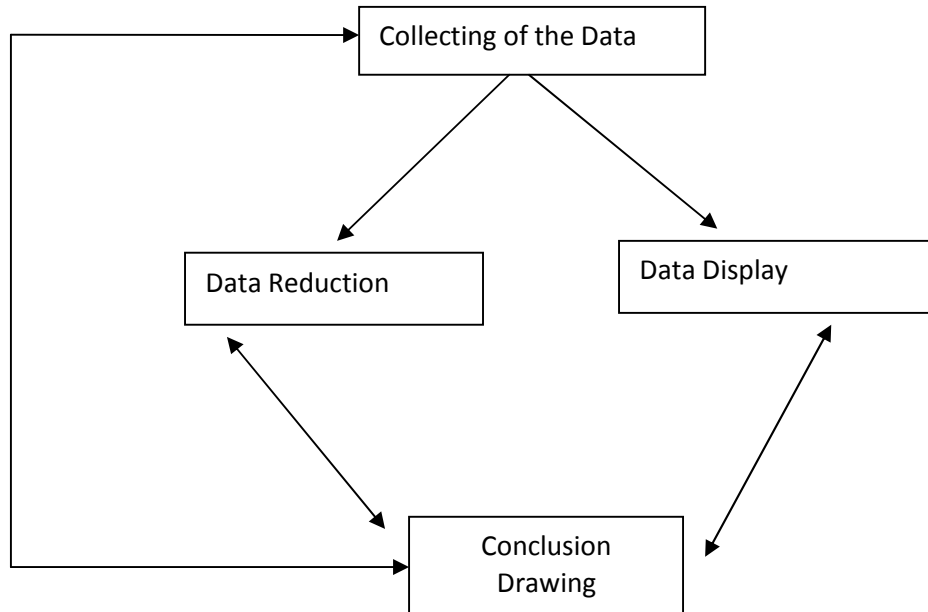 Collecting of the Data
Data Reduction
Data Display
Conclusion
Drawing